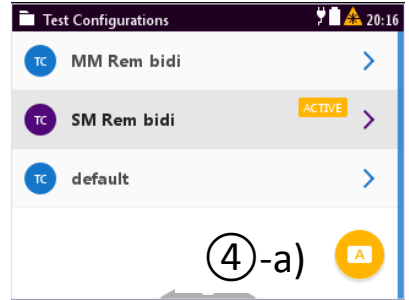 Test Configurations 20:16
TC MM Rem bidi
ACTIVE
TC SM Rem bidi
TC default
④-a) A